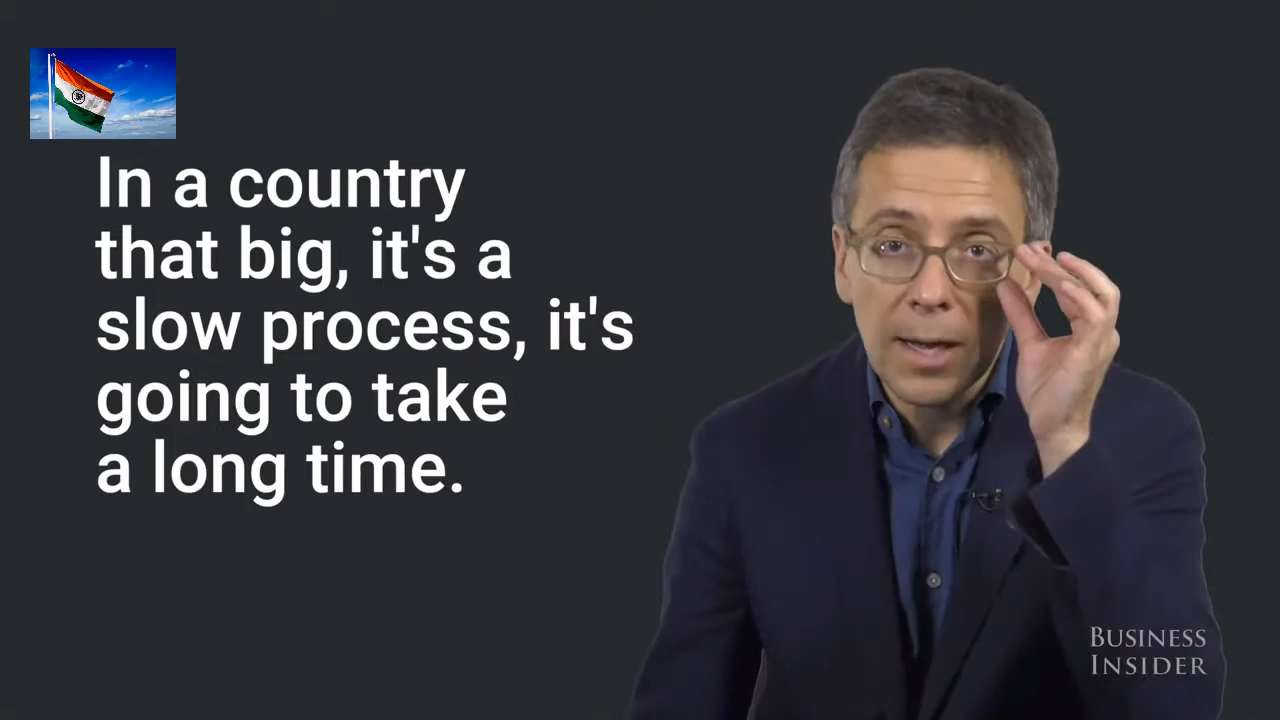 In a country
that big, it's a
slow process, it's
going to take
a long time.
BUSINESS
INSIDER